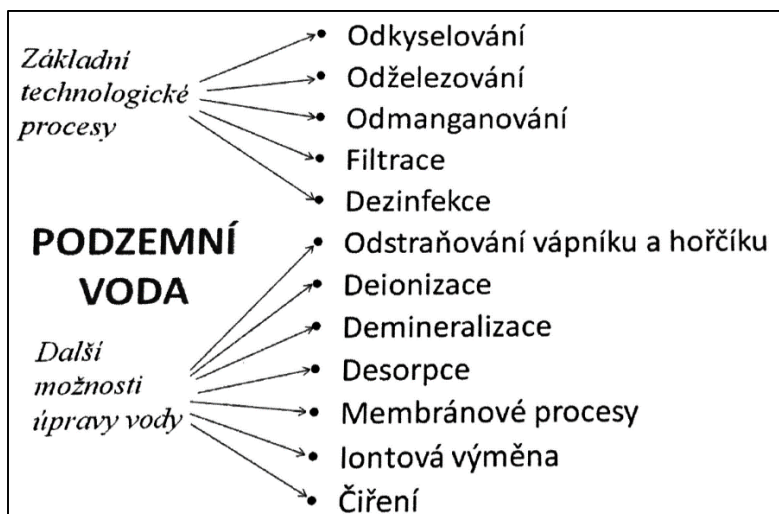 Základní
technologické
procesy
• Odkyselování
• Odželezování
• Odmanganování
• Filtrace
• Dezinfekce
PODZEMNÍ
VODA
Další
možnosti
úpravy vody
• Odstraňování vápníku a hořčíku
• Deionizace
• Demineralizace
• Desorpce
• Membránové procesy
• Iontová výměna
• Čiření